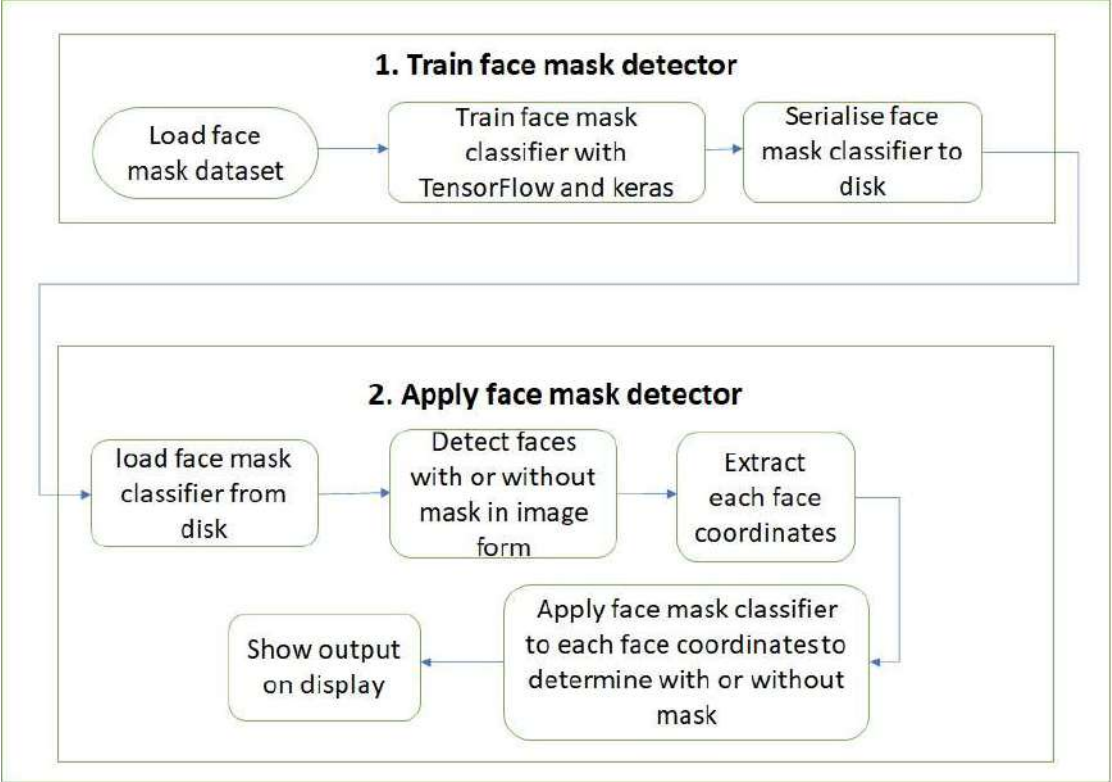 1. Train face mask detector
Load face
mask dataset
Train face mask
classifier with
TensorFlow and keras
Serialise face
mask classifier to
disk
2. Apply face mask detector
load face mask
classifier from
disk
Detect faces
with or without
mask in image
form
Extract
each face
coordinates
Apply face mask classifier
to each face coordinates to
determine with or without
mask
Show output
on display